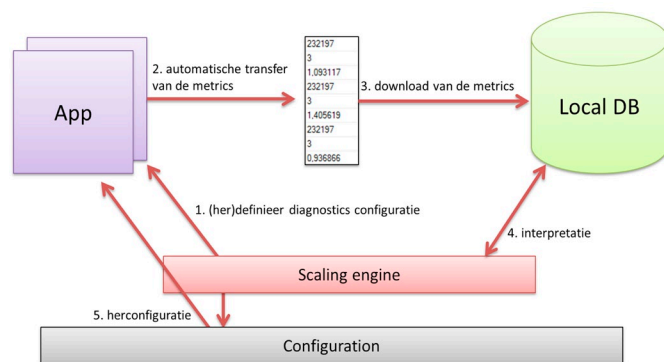 App
2. automatische transfer
van de metrics
232197
3
1,093117
232197
3
1,405619
232197
3
0,936866
3. download van de metrics
Local DB
1. (her)definieer diagnostics configuratie
4. interpretatie
Scaling engine
5. herconfiguratie
Configuration